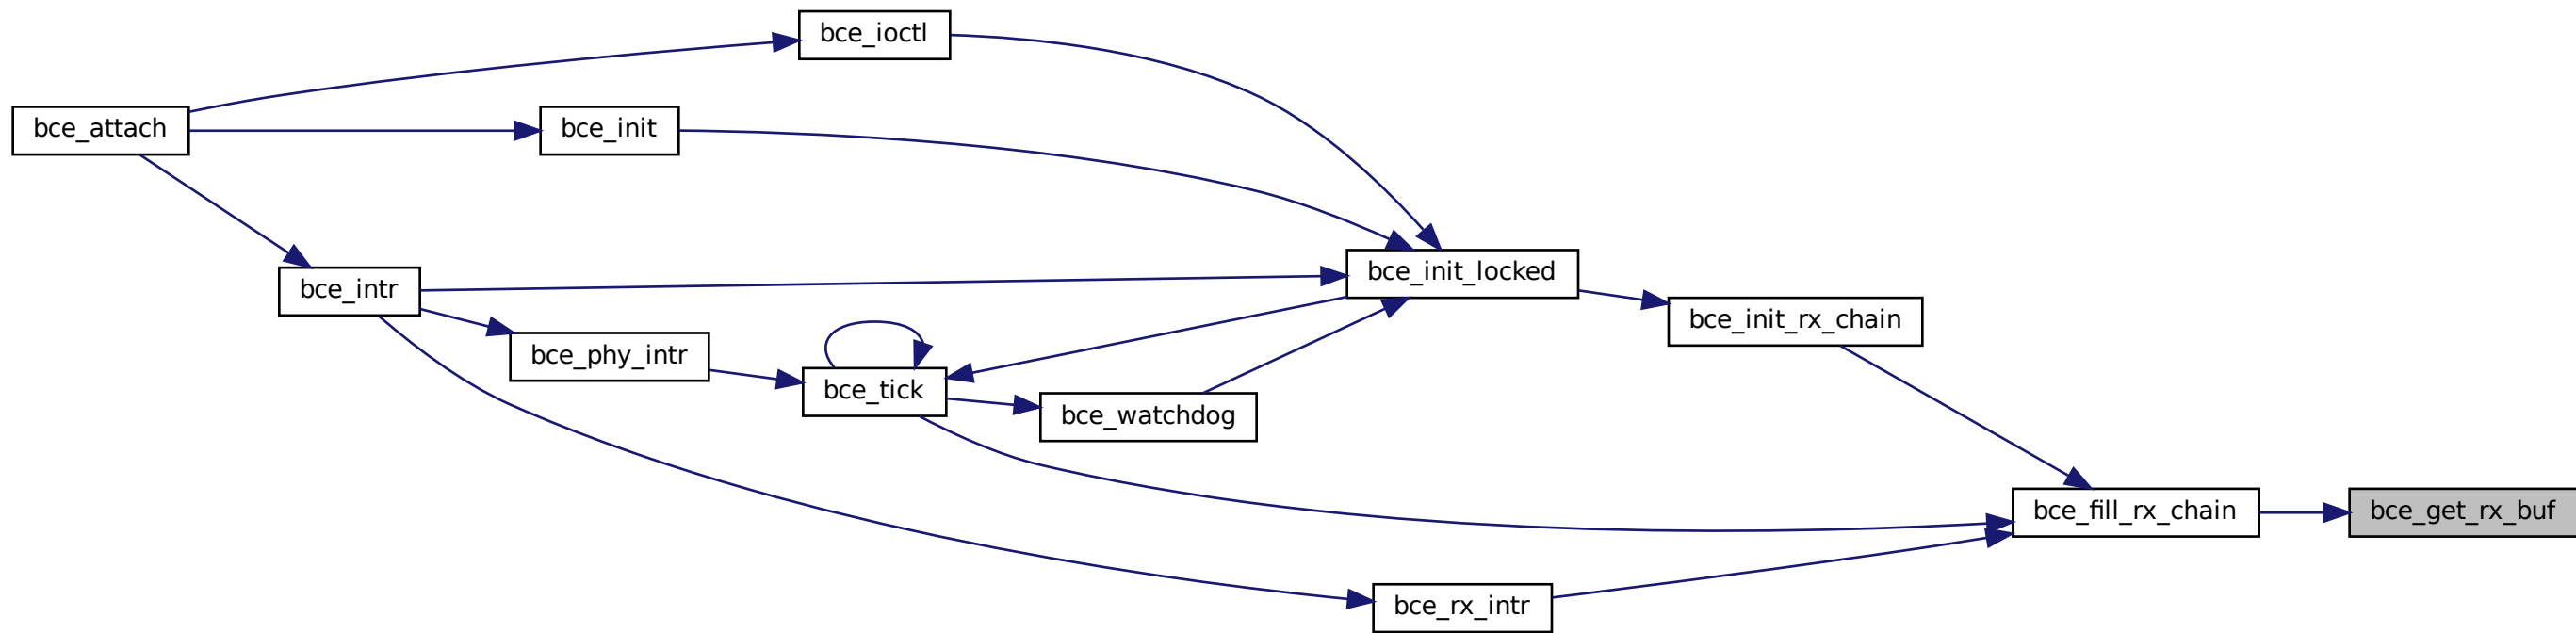 bce_ioctl
bce_attach
bce_init
bce_init_locked
bce_intr
bce_init_rx_chain
bce_phy_intr
bce_tick
bce_watchdog
bce_fill_rx_chain
bce_get_rx_buf
bce_rx_intr